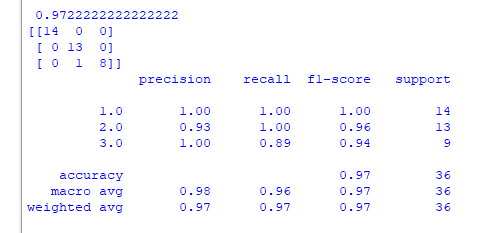 0.9722222222222222
[[14  0  0]
 [ 0 13  0]
 [ 0  1  8]]
              precision    recall  f1-score   support

         1.0       1.00      1.00      1.00        14
         2.0       0.93      1.00      0.96        13
         3.0       1.00      0.89      0.94         9

    accuracy                           0.97        36
   macro avg       0.98      0.96      0.97        36
weighted avg       0.97      0.97      0.97        36